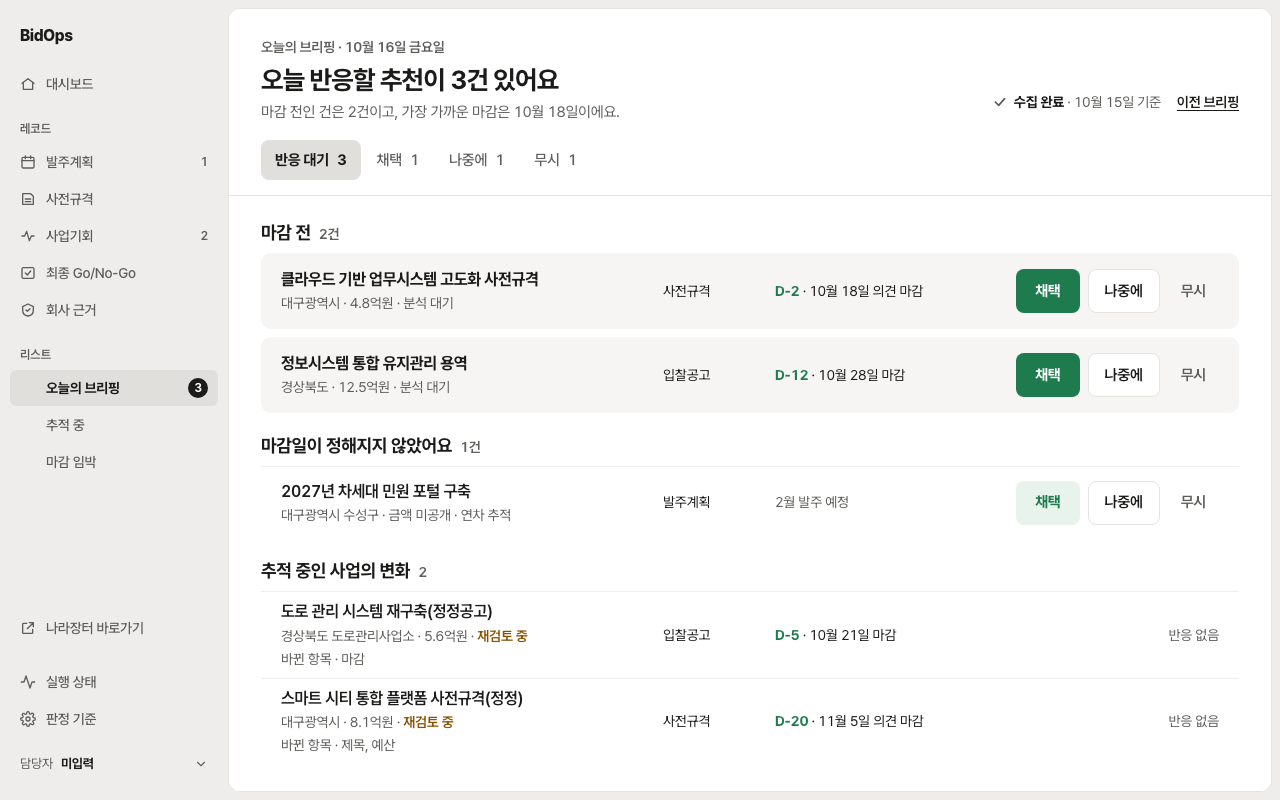 BidOps
대시보드
레코드
발주계획 1
사전규격
사업기회 2
최종 Go/No-Go
회사 근거
리스트
오늘의 브리핑 3
추적 중
마감 임박
나라장터 바로가기
실행 상태
판정 기준
담당자 미입력
오늘의 브리핑 · 10월 16일 금요일
오늘 반응할 추천이 3건 있어요
마감 전인 건은 2건이고, 가장 가까운 마감은 10월 18일이에요.
수집 완료 · 10월 15일 기준 이전 브리핑
반응 대기 3 채택 1 나중에 1 무시 1
마감 전 2건
클라우드 기반 업무시스템 고도화 사전규격
대구광역시 · 4.8억원 · 분석 대기
사전규격
D-2 · 10월 18일 의견 마감
채택 나중에 무시
정보시스템 통합 유지관리 용역
경상북도 · 12.5억원 · 분석 대기
입찰공고
D-12 · 10월 28일 마감
채택 나중에 무시
마감일이 정해지지 않았어요 1건
2027년 차세대 민원 포털 구축
대구광역시 수성구 · 금액 미공개 · 연차 추적
발주계획
2월 발주 예정
채택 나중에 무시
추적 중인 사업의 변화 2
도로 관리 시스템 재구축(정정공고)
경상북도 도로관리사업소 · 5.6억원 · 재검토 중
바뀐 항목 · 마감
입찰공고
D-5 · 10월 21일 마감
반응 없음
스마트 시티 통합 플랫폼 사전규격(정정)
대구광역시 · 8.1억원 · 재검토 중
바뀐 항목 · 제목, 예산
사전규격
D-20 · 11월 5일 의견 마감
반응 없음